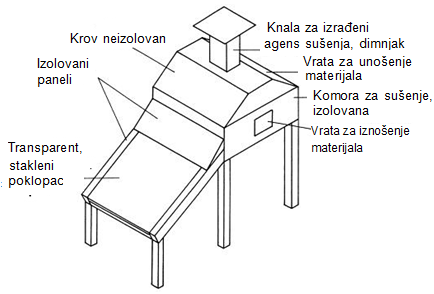 Krov neizolovan
Izolovani
paneli
Transparent,
stakleni
poklopac
Knala za izrađeni
agens sušenja, dimnjak
Vrata za unošenje
materijala
Komora za sušenje,
izolovana
Vrata za iznošenje
materijala